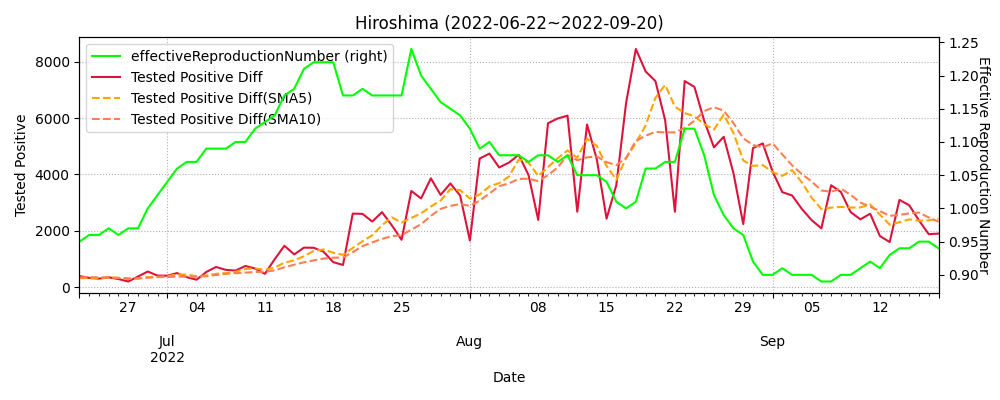 Hiroshima (2022-06-22~2022-09-20)
effectiveReproductionNumber (right)
Tested Positive Diff
Tested Positive Diff(SMA5)
Tested Positive Diff(SMA10)
Tested Positive
8000
6000
4000
2000
0
1.25
1.20
1.15
1.10
1.05
1.00
0.95
0.90
Effective Reproduction Number
27 04 11 18 25 08 15 22 29 05 12
Jul Aug Sep
2022
Date